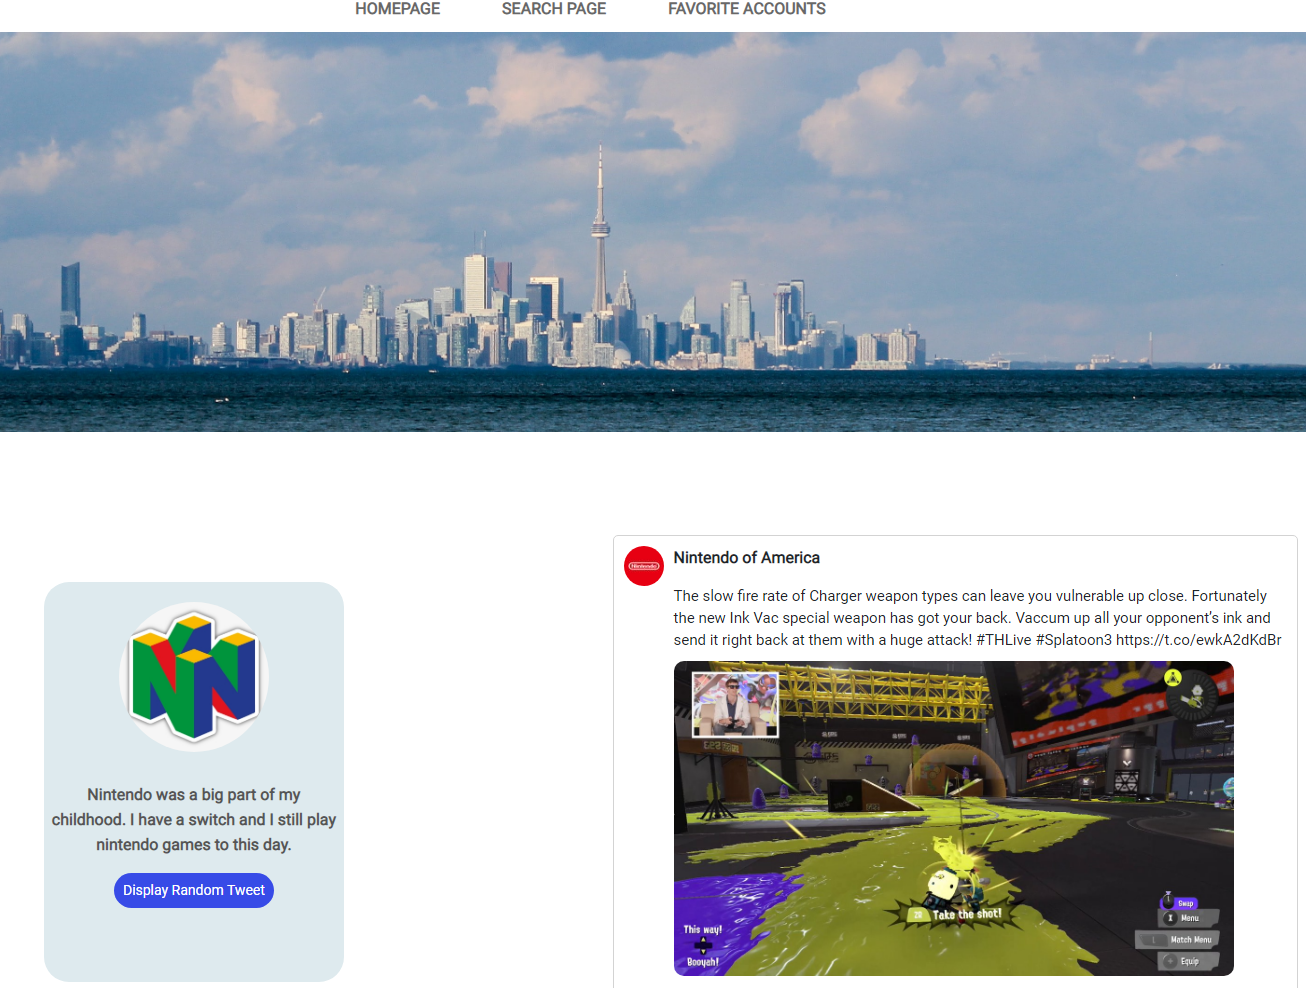 HOMEPAGE SEARCH PAGE FAVORITE ACCOUNTS
Nintendo was a big part of my
childhood. I have a switch and I still play
nintendo games to this day.
Display Random Tweet
Nintendo
Nintendo of America
The slow fire rate of Charger weapon types can leave you vulnerable up close. Fortunately
the new Ink Vac special weapon has got your back. Vaccum up all your opponent's ink and
send it right back at them with a huge attack! #THLive #Splatoon3 https://t.co/ewkA2dKdBr
Take the shot!
This way!
Booyah!
Swap
X Menu
Match Menu
Equip